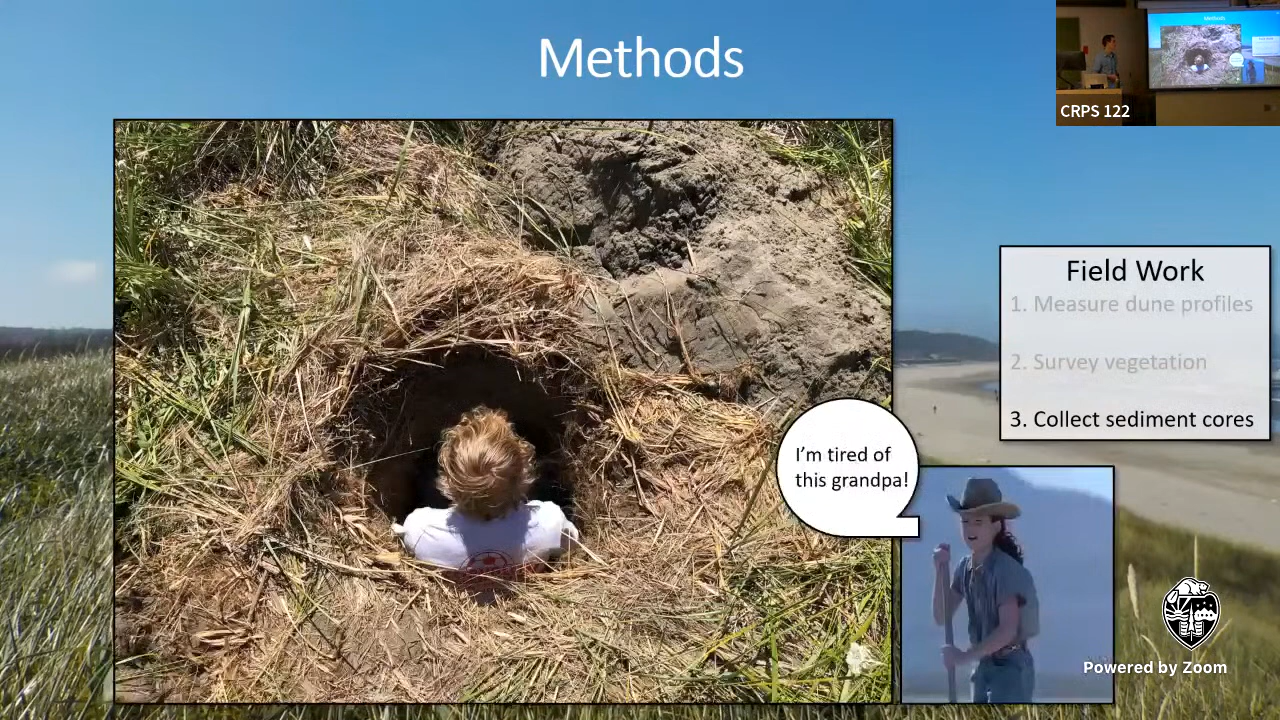 Methods
CRPS 122
Field Work
1. Measure dune profiles
2. Survey vegetation
3. Collect sediment cores
I'm tired of
this grandpa!
Powered by Zoom